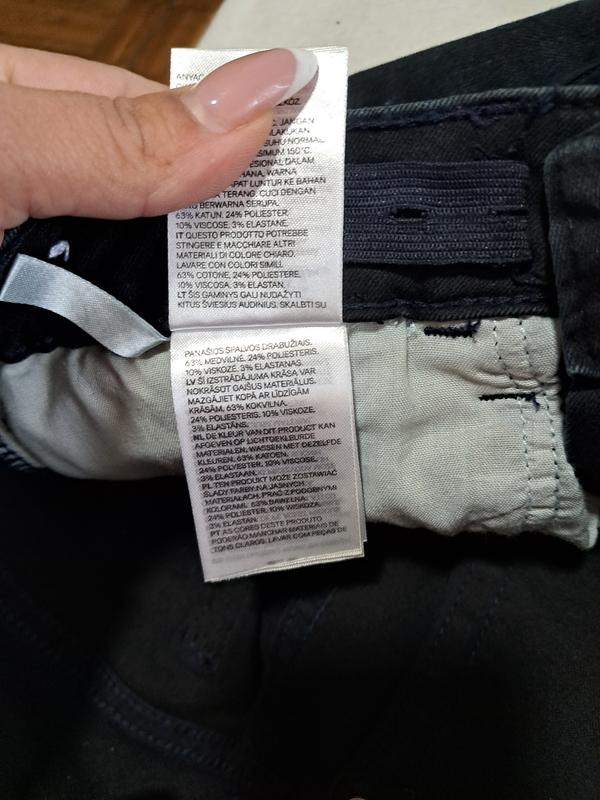 ANYAG
KÖZ.
JANGAN
LAKUKAN
SUHU NORMAL
SIMUM 150°C.
ESIONAL DALAM
HANA, WARNA
APAT LUNTUR KE BAHAN
TERANG. CUCI DENGAN
BERWARNA SERUPA.
63% KATUN. 24% POLIESTER.
10% VISCOSE. 3% ELASTANE.
IT QUESTO PRODOTTO POTREBBE
STINGERE E MACCHIARE ALTRI
MATERIALI DI COLORE CHIARO.
LAVARE CON COLORI SIMILI.
63% COTONE. 24% POLIESTERE.
10% VISCOSA. 3% ELASTAN.
LT ŠIS GAMINYS GALI NUDAŽYTI
KITUS ŠVIESIUS AUDINIUS. SKALBTI SU
PANAŠIOS SPALVOS DRABUŽIAIS.
63% MEDVILNĖ. 24% POLIESTERIS.
10% VISKOZĖ. 3% ELASTANAS.
LV ŠĪ IZSTRĀDĀJUMA KRĀSA VAR
NOKRĀSOT GAIŠUS MATERIĀLUS.
MAZGĀJIET KOPĀ AR LĪDZĪGĀM
KRĀSĀM. 63% KOKVILNA.
24% POLIESTERIS. 10% VISKOZE.
3% ELASTĀNS.
NL DE KLEUR VAN DIT PRODUCT KAN
AFGEVEN OP LICHTGEKLEURDE
MATERIALEN. WASSEN MET DEZELFDE
KLEUREN. 63% KATOEN.
24% POLYESTER. 10% VISCOSE.
3% ELASTAAN.
PL TEN PRODUKT MOŻE ZOSTAWIAĆ
ŚLADY FARBY NA JASNYCH
MATERIAŁACH. PRAĆ Z PODOBNYMI
KOLORAMI. 63% BAWEŁNA.
24% POLIESTER. 10% WISKOZA.
3% ELASTAN.
PT AS CORES DESTE PRODUTO
PODERÃO MANCHAR MATERIAIS DE
TONS CLAROS. LAVAR COM PEÇAS DE